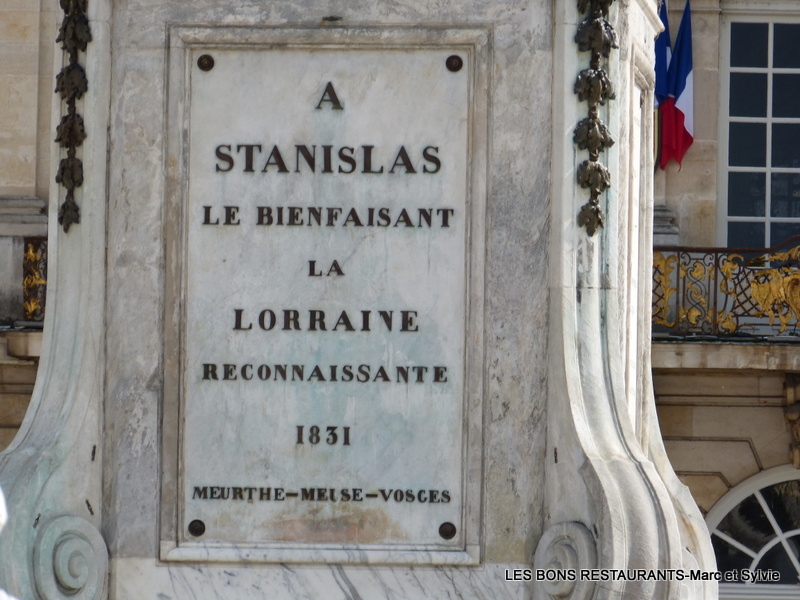 A
STANISLAS
LE BIENFAISANT
LA
LORRAINE
RECONNAISSANTE
1831
MEURTHE-MEUSE-VOSGES
LES BONS RESTAURANTS-Marc et Sylvie